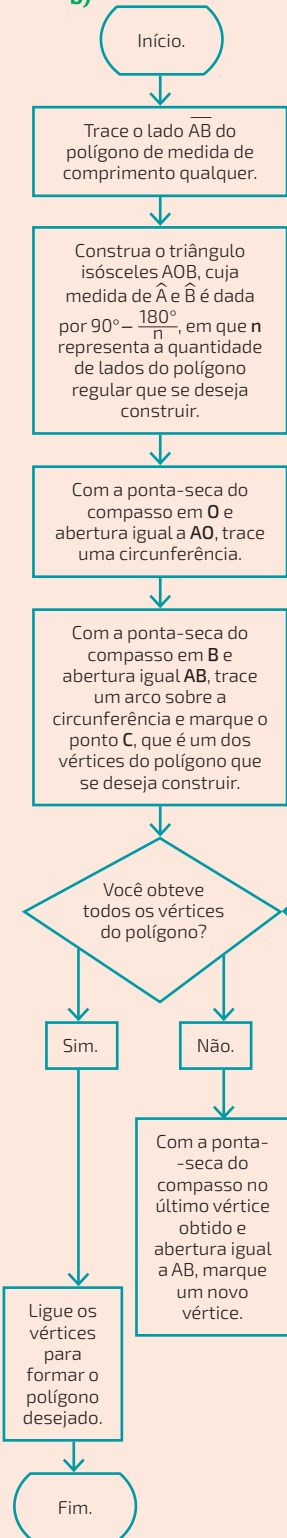 b)
Início.
Trace o lado A̅B̅ do
polígono de medida de
comprimento qualquer.
Construa o triângulo
isósceles AOB, cuja
medida de Â e B̂ é dada
por 90° – 180°/n, em que n
representa a quantidade
de lados do polígono
regular que se deseja
construir.
Com a ponta-seca do
compasso em O e
abertura igual a AO, trace
uma circunferência.
Com a ponta-seca do
compasso em B e
abertura igual AB, trace
um arco sobre a
circunferência e marque o
ponto C, que é um dos
vértices do polígono que
se deseja construir.
Você obteve
todos os vértices
do polígono?
Sim.
Não.
Com a ponta-
-seca do
compasso no
último vértice
obtido e
abertura igual
a AB, marque
um novo
vértice.
Ligue os
vértices
para
formar o
polígono
desejado.
Fim.